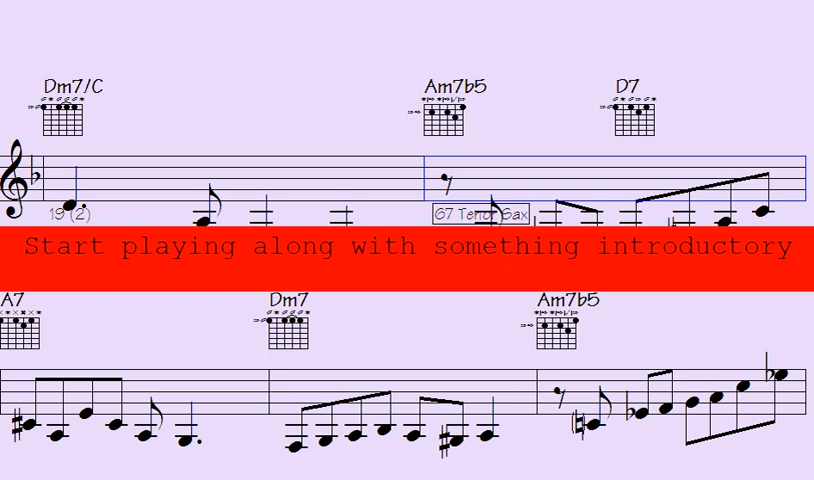 Dm7/C Am7b5 D7
19 (2) 67 Tenor Sax
Start playing along with something introductory
A7 Dm7 Am7b5